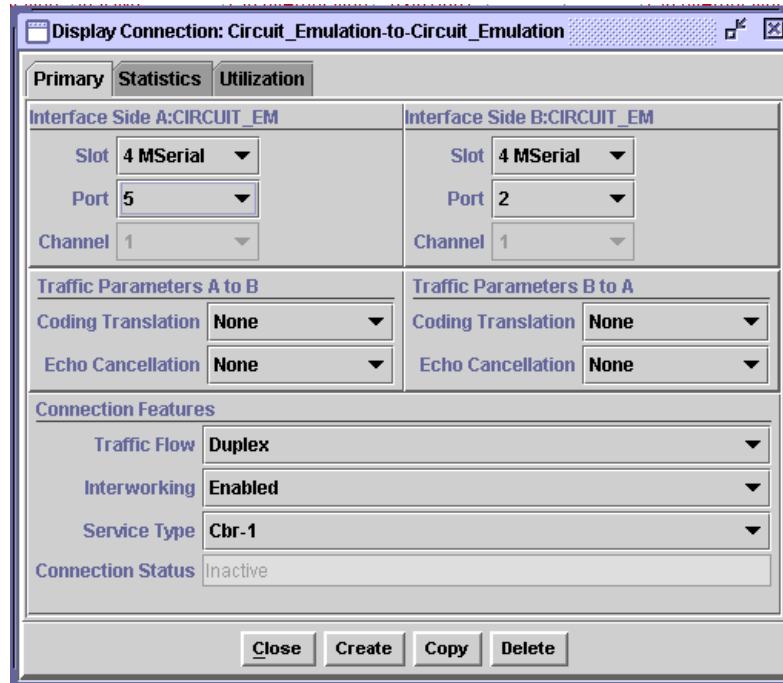 Display Connection: Circuit_Emulation-to-Circuit_Emulation
Primary Statistics Utilization
Interface Side A:CIRCUIT_EM Interface Side B:CIRCUIT_EM
Slot 4 MSerial Slot 4 MSerial
Port 5 Port 2
Channel 1 Channel 1
Traffic Parameters A to B Traffic Parameters B to A
Coding Translation None Coding Translation None
Echo Cancellation None Echo Cancellation None
Connection Features
Traffic Flow Duplex
Interworking Enabled
Service Type Cbr-1
Connection Status Inactive
Close Create Copy Delete